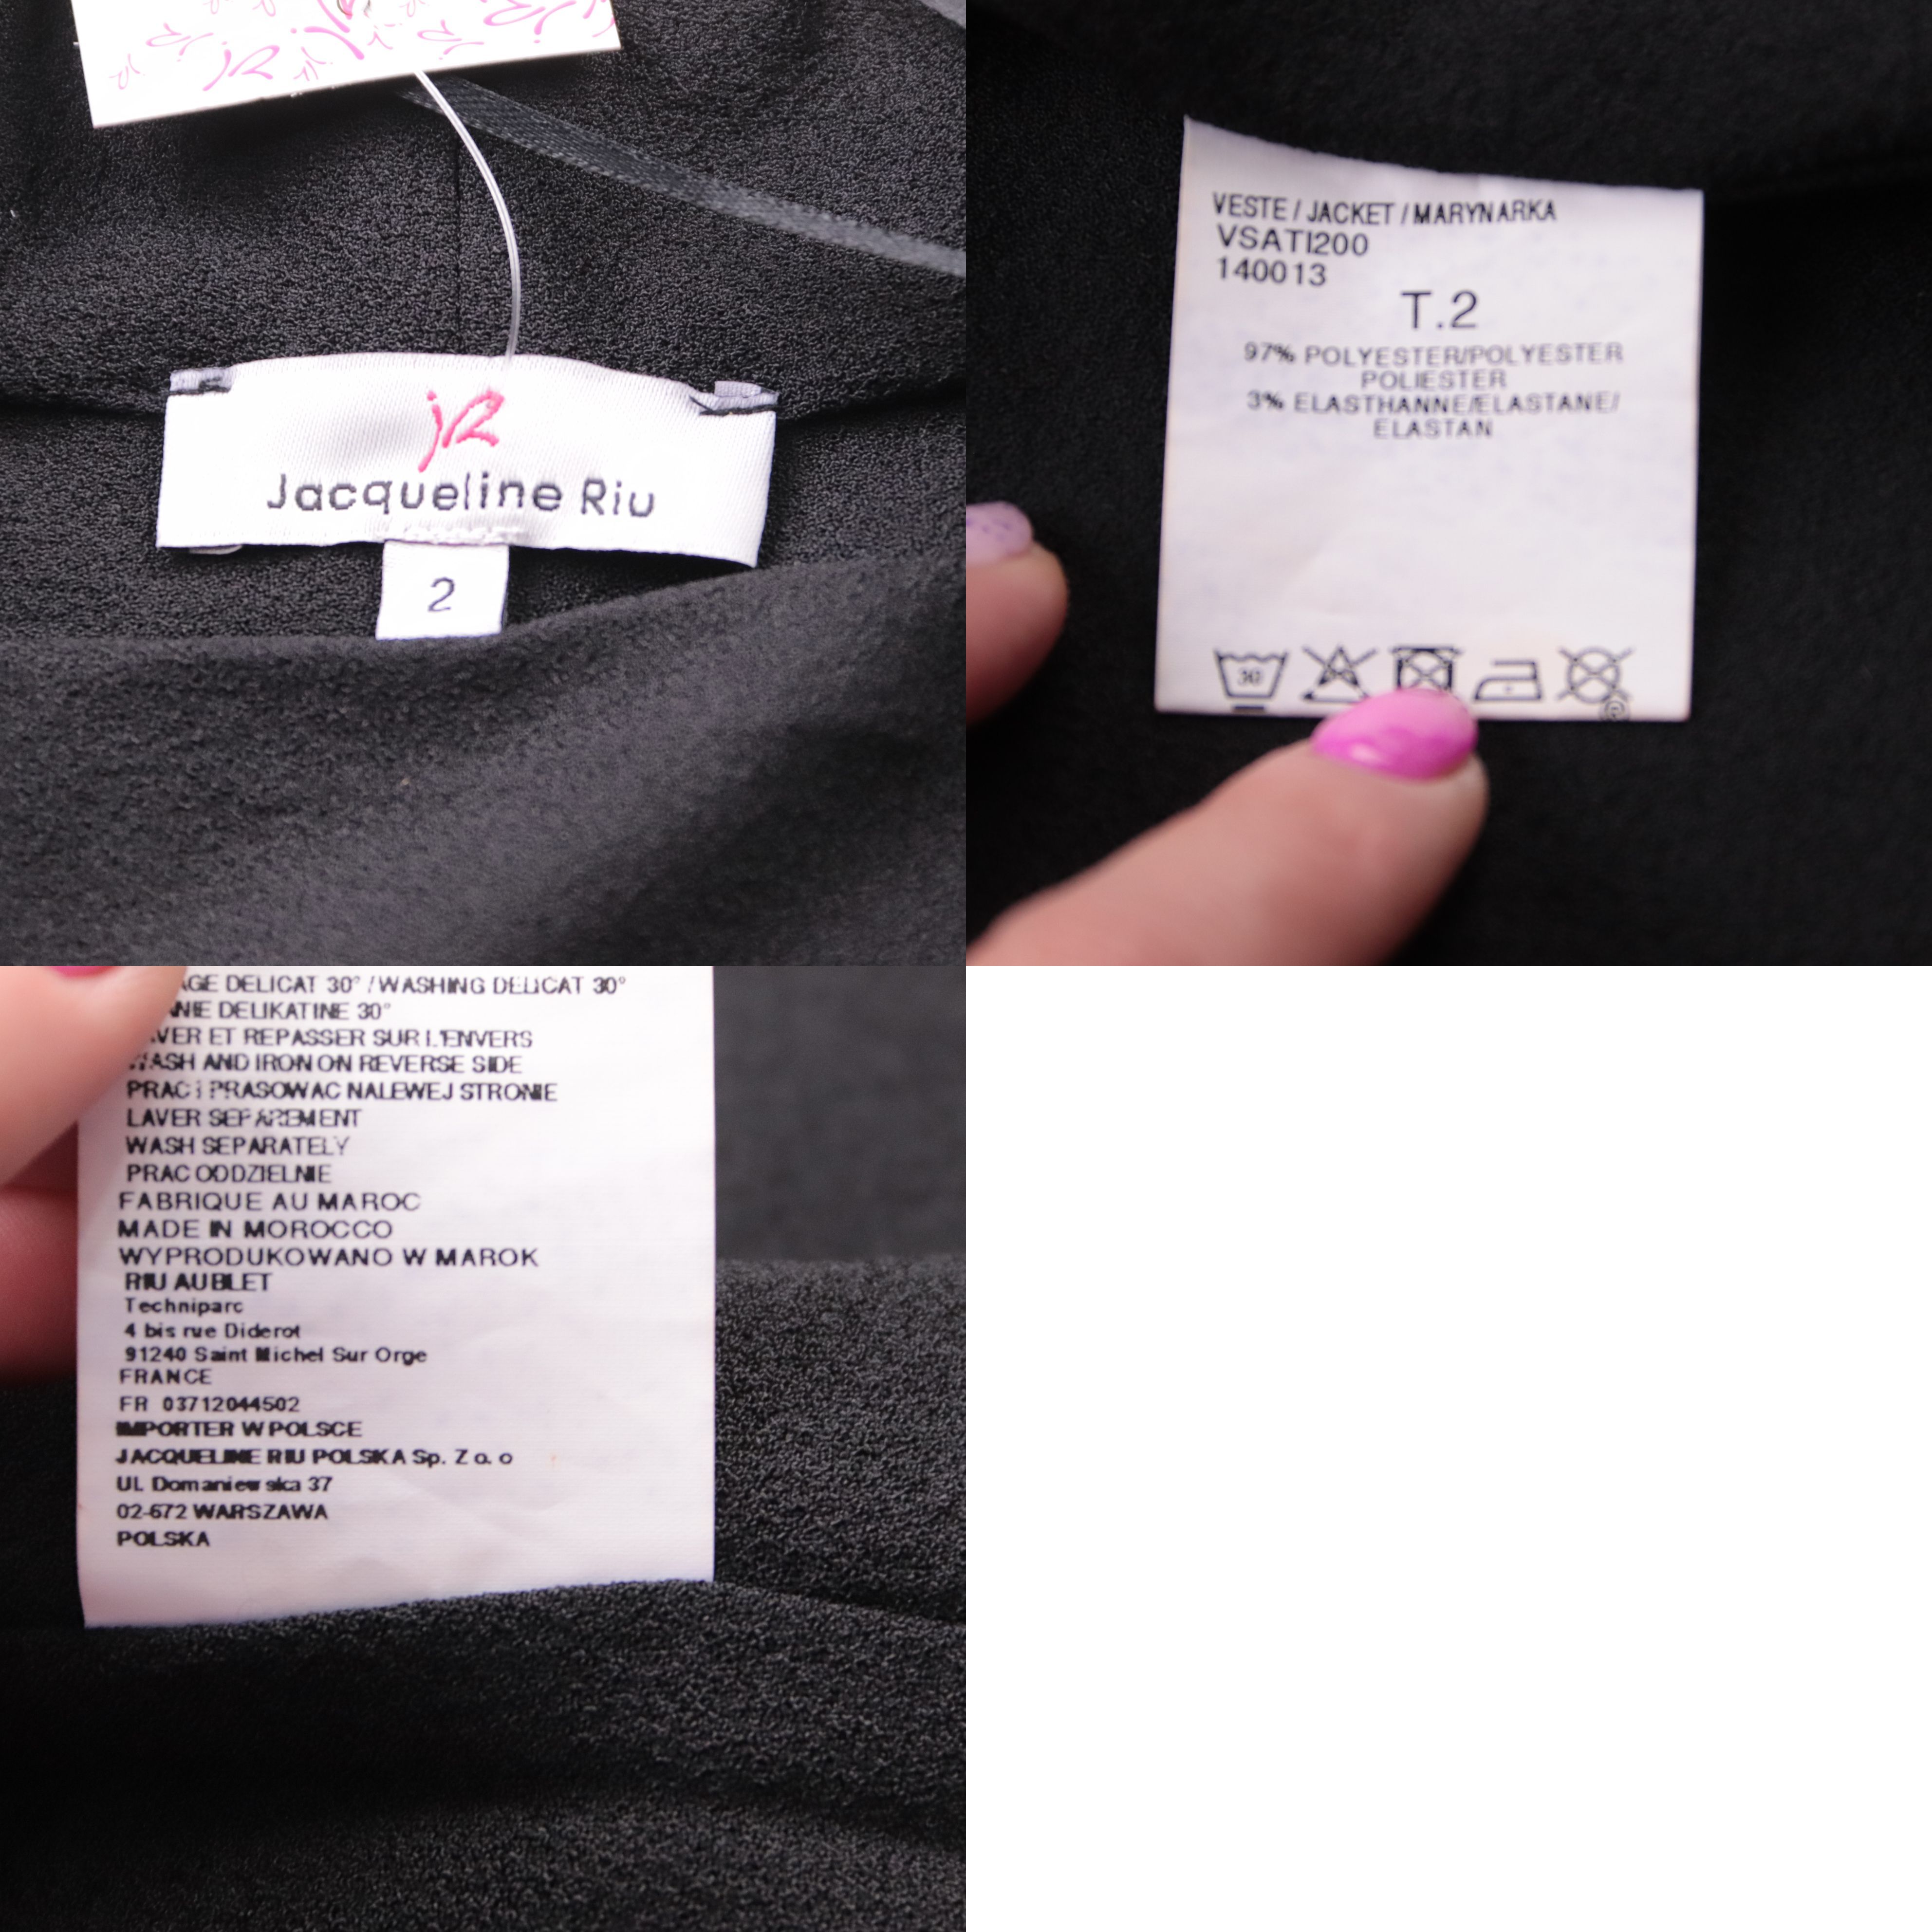 jR
Jacqueline Riu
2
VESTE / JACKET / MARYNARKA
VSATI200
140013
T.2
97% POLYESTER/POLYESTER
POLIESTER
3% ELASTHANNE/ELASTANE/
ELASTAN
30
DELICAT 30° / WASHING DELICAT 30°
DELIKATINE 30°
ET REPASSER SUR L'ENVERS
WASH AND IRON ON REVERSE SIDE
PRAC i PRASOWAC NALEWEJ STRONIE
LAVER SEPAREMENT
WASH SEPARATELY
PRAC ODDZIELNIE
FABRIQUE AU MAROC
MADE IN MOROCCO
WYPRODUKOWANO W MAROK
RIU AUBLET
Techniparc
4 bis rue Diderot
91240 Saint Michel Sur Orge
FRANCE
FR 03712044502
IMPORTER W POLSCE
JACQUELINE RIU POLSKA Sp. Z o. o
UL Domaniewska 37
02-672 WARSZAWA
POLSKA